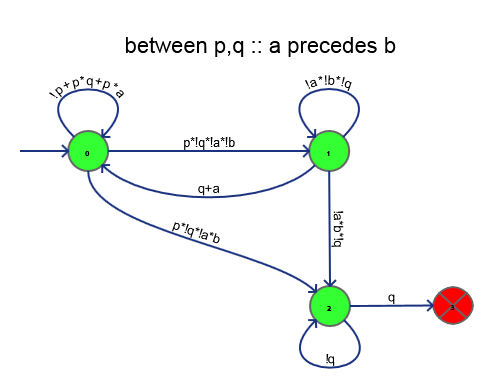 between p,q :: a precedes b
!p+p*q+p*a
!a*!b*!q
0
p*!q*!a*!b
1
q+a
p*!q*!a*b
!a*b*!q
2
q
3
!q